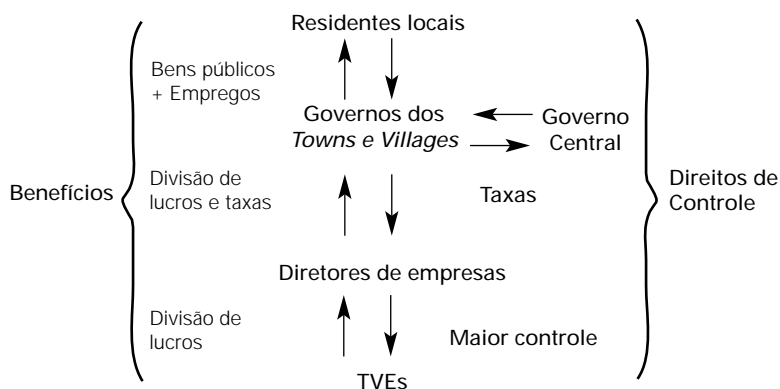 Residentes locais
Bens públicos
+ Empregos
Governos dos
Towns e Villages
Governo
Central
Benefícios
Divisão de
lucros e taxas
Taxas
Direitos de
Controle
Diretores de empresas
Divisão de
lucros
Maior controle
TVEs